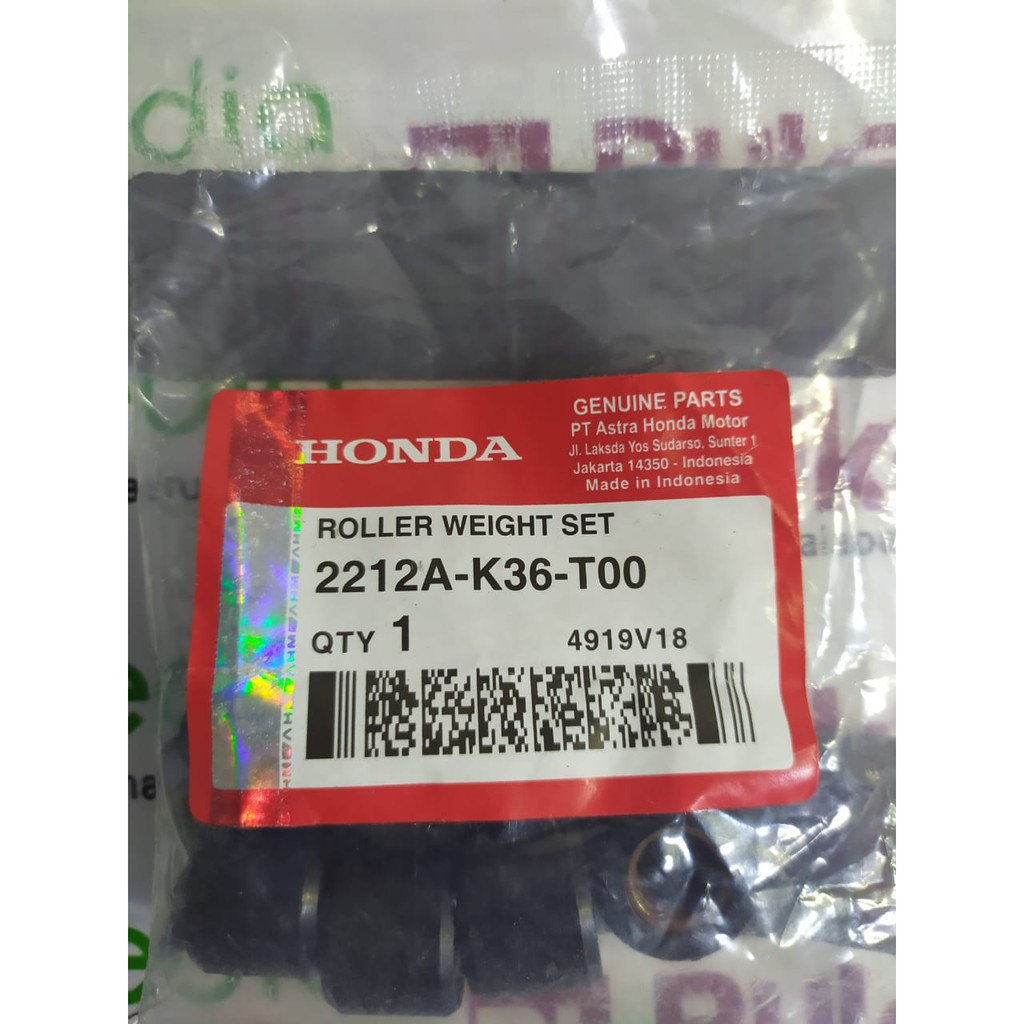 dia
HONDA
GENUINE PARTS
PT Astra Honda Motor
Jl. Laksda Yos Sudarso. Sunter 1
Jakarta 14350 - Indonesia
Made in Indonesia
ROLLER WEIGHT SET
2212A-K36-T00
QTY 1
4919V18